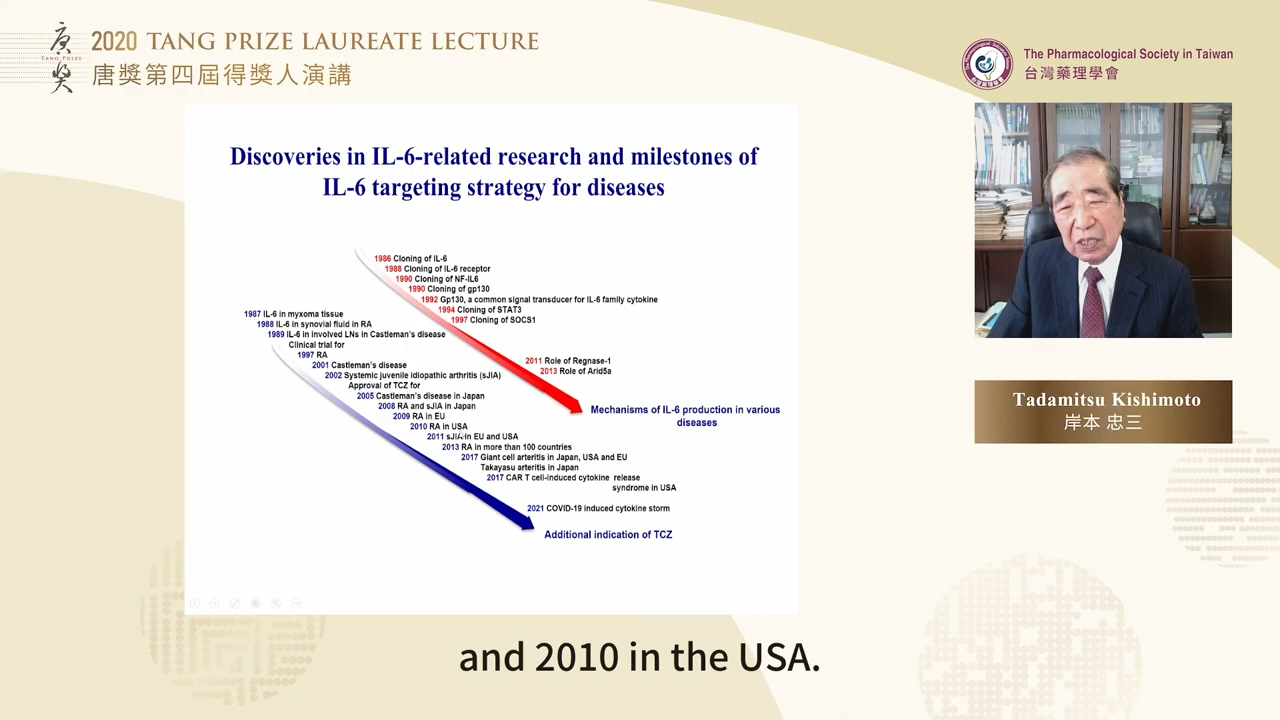 唐獎
TANG PRIZE
2020 TANG PRIZE LAUREATE LECTURE
唐獎第四屆得獎人演講
The Pharmacological Society in Taiwan
台灣藥理學會
Discoveries in IL-6-related research and milestones of
IL-6 targeting strategy for diseases
1986 Cloning of IL-6
1988 Cloning of IL-6 receptor
1990 Cloning of NF-IL6
1990 Cloning of gp130
1992 Gp130, a common signal transducer for IL-6 family cytokine
1994 Cloning of STAT3
1997 Cloning of SOCS1
2011 Role of Regnase-1
2013 Role of Arid5a
Mechanisms of IL-6 production in various
diseases
1987 IL-6 in myxoma tissue
1988 IL-6 in synovial fluid in RA
1989 IL-6 in involved LNs in Castleman's disease
Clinical trial for
1997 RA
2001 Castleman's disease
2002 Systemic juvenile idiopathic arthritis (sJIA)
Approval of TCZ for
2005 Castleman's disease in Japan
2008 RA and sJIA in Japan
2009 RA in EU
2010 RA in USA
2011 sJIA in EU and USA
2013 RA in more than 100 countries
2017 Giant cell arteritis in Japan, USA and EU
Takayasu arteritis in Japan
2017 CAR T cell-induced cytokine release
syndrome in USA
2021 COVID-19 induced cytokine storm
Additional indication of TCZ
Tadamitsu Kishimoto
岸本 忠三
and 2010 in the USA.